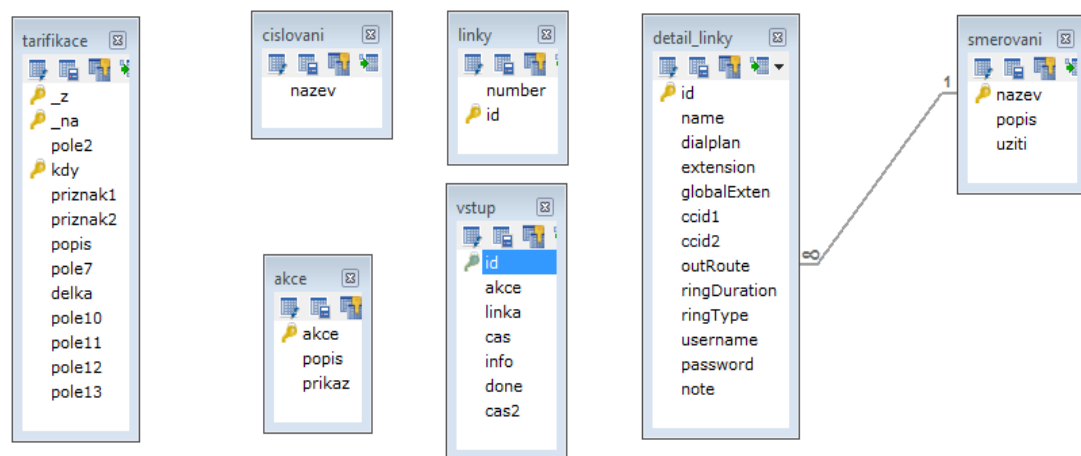 tarifikace
_z
_na
pole2
kdy
priznak1
priznak2
popis
pole7
delka
pole10
pole11
pole12
pole13
cislovani
nazev
linky
number
id
detail_linky
id
name
dialplan
extension
globalExten
ccid1
ccid2
outRoute
ringDuration
ringType
username
password
note
smerovani
nazev
popis
uziti
1
∞
akce
akce
popis
prikaz
vstup
id
akce
linka
cas
info
done
cas2